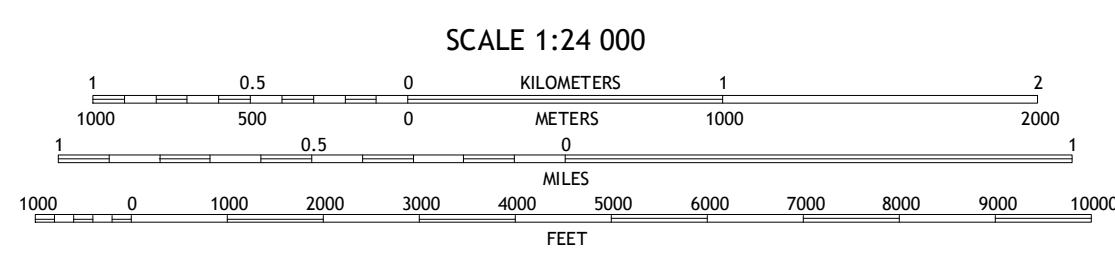 SCALE 1:24 000
1 0.5 0 KILOMETERS 1 2
1000 500 0 METERS 1000 2000
1 0.5 0 1
MILES
1000 0 1000 2000 3000 4000 5000 6000 7000 8000 9000 10000
FEET